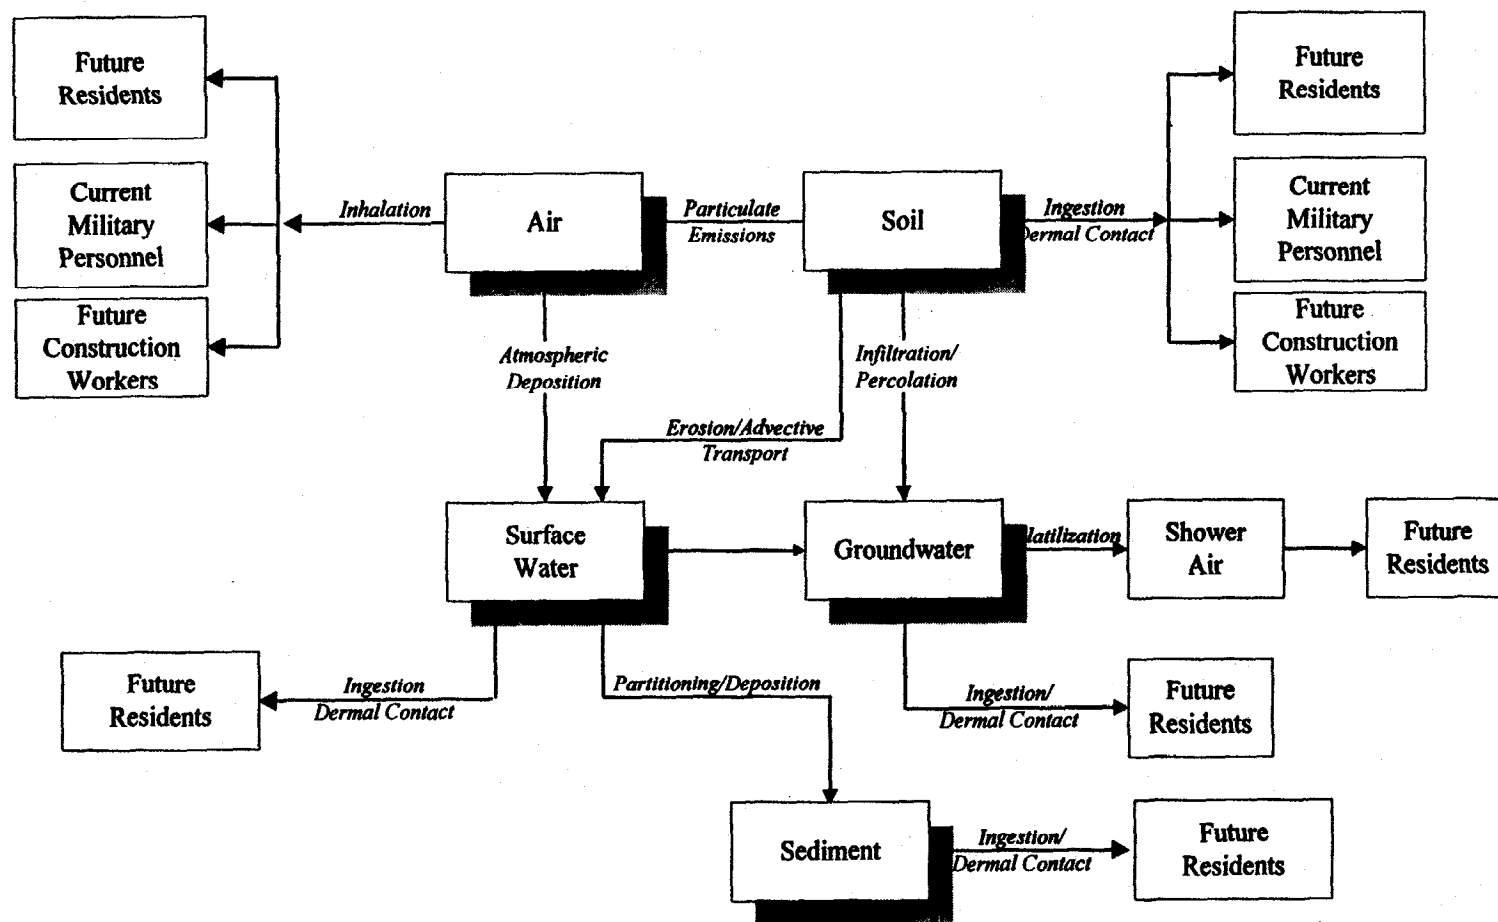 Future
Residents
Future
Residents
Current
Military
Personnel
Inhalation
Air
Particulate
Emissions
Soil
Ingestion
Dermal Contact
Current
Military
Personnel
Future
Construction
Workers
Future
Construction
Workers
Atmospheric
Deposition
Infiltration/
Percolation
Erosion/Advective
Transport
Surface
Water
Groundwater
latilization
Shower
Air
Future
Residents
Future
Residents
Ingestion
Dermal Contact
Partitioning/Deposition
Ingestion/
Dermal Contact
Future
Residents
Sediment
Ingestion/
Dermal Contact
Future
Residents